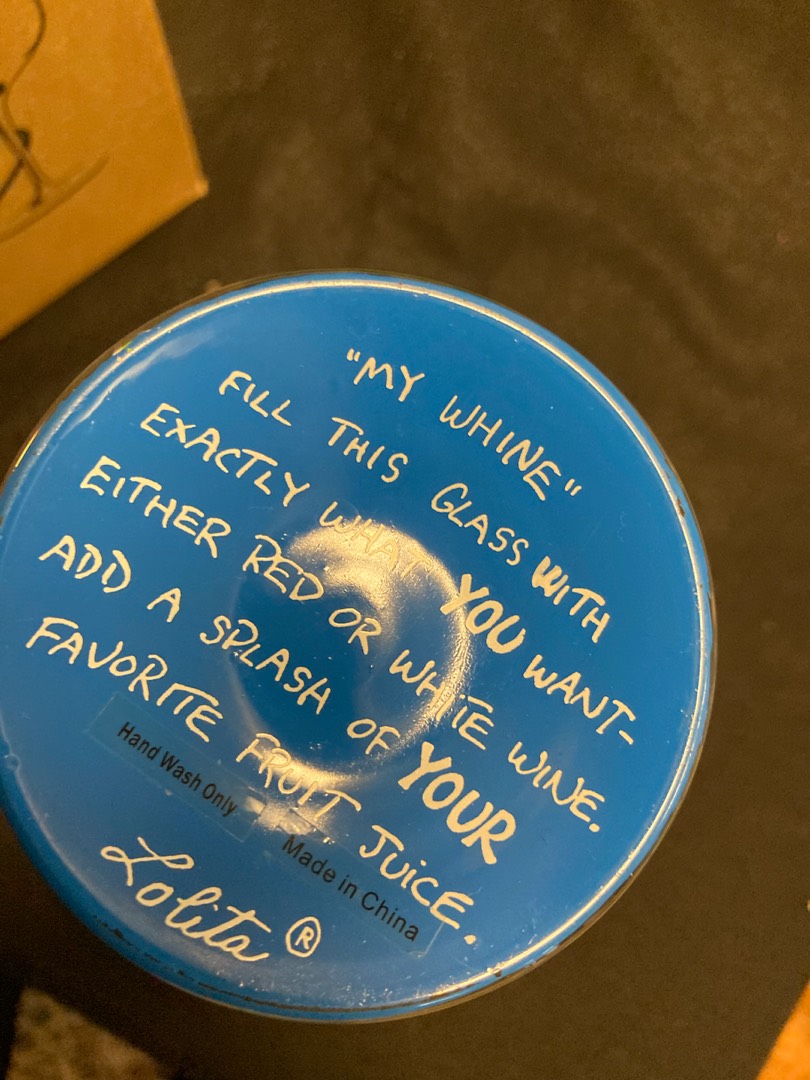 "MY WHINE"
FILL THIS GLASS WITH
EXACTLY WHAT YOU WANT-
EITHER RED OR WHITE WINE.
ADD A SPLASH OF YOUR
FAVORITE FRUIT JUICE.
Hand Wash Only
Made in China
Lolita ®